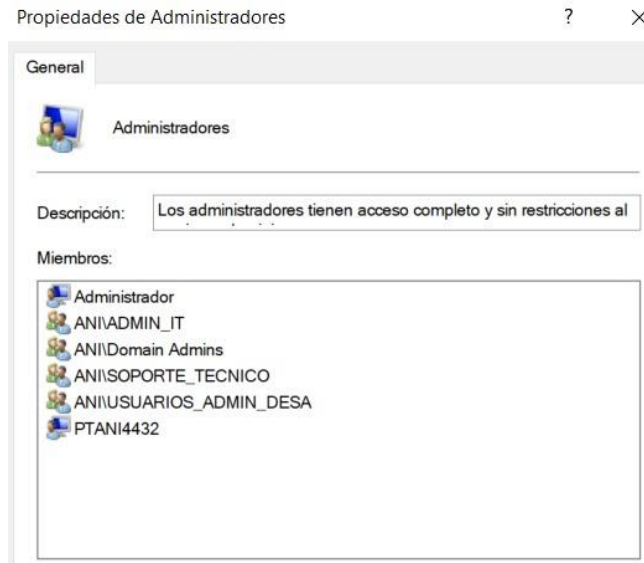 Propiedades de Administradores ?
General
Administradores
Descripción: Los administradores tienen acceso completo y sin restricciones al
Miembros:
Administrador
ANI\ADMIN_IT
ANI\Domain Admins
ANI\SOPORTE_TECNICO
ANI\USUARIOS_ADMIN_DESA
PTANI4432